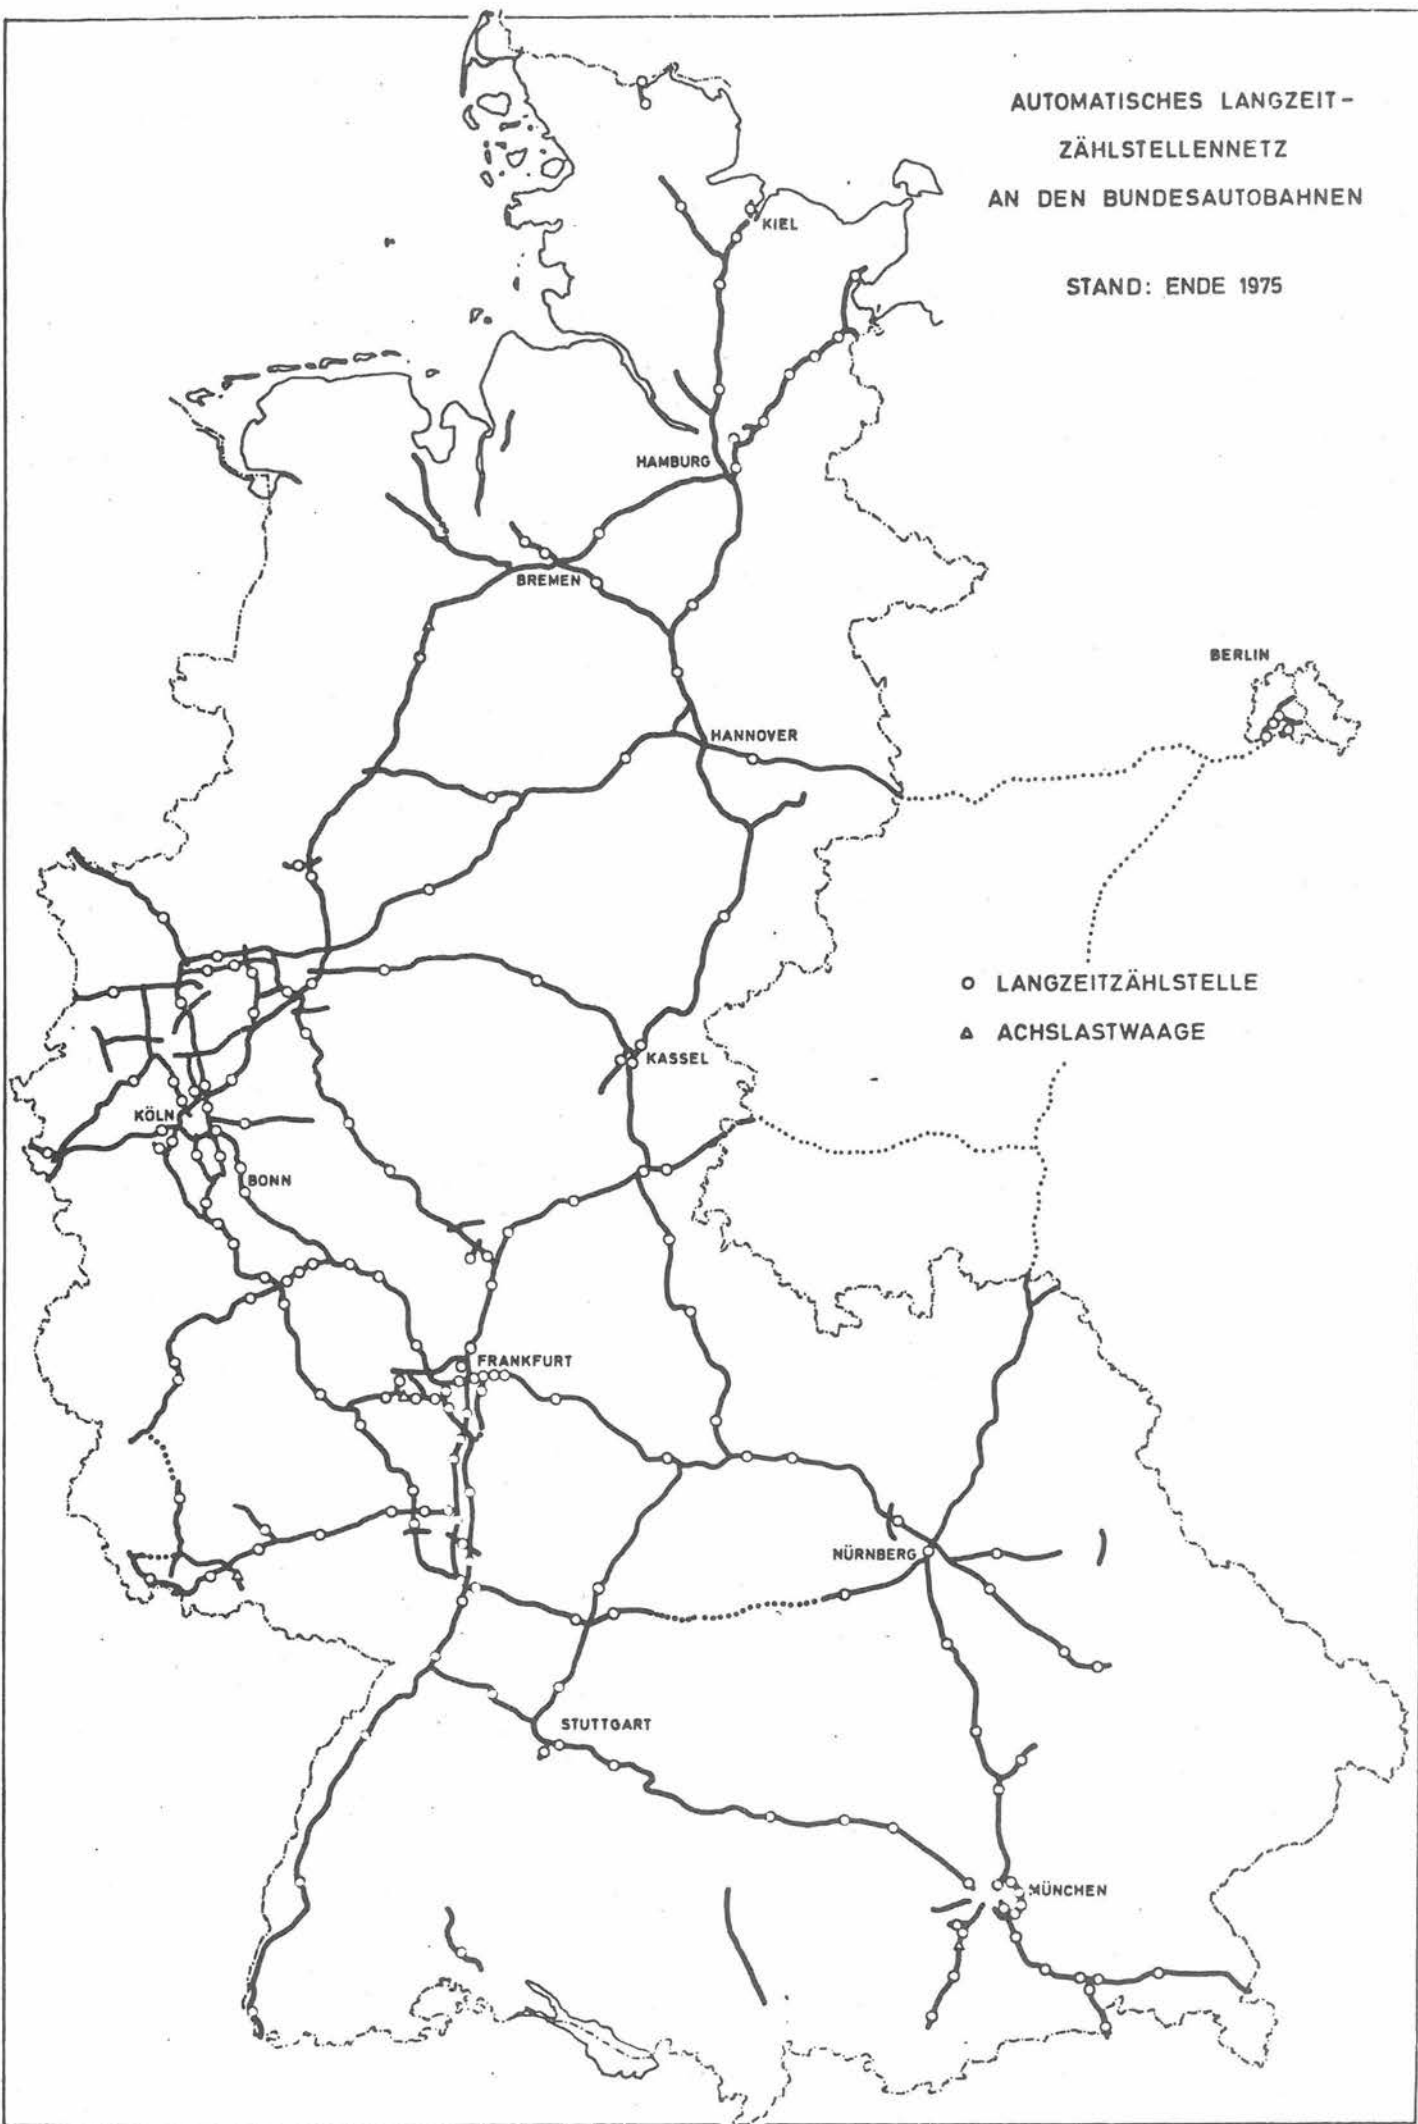 AUTOMATISCHES LANGZEIT-
ZÄHLSTELLENNETZ
AN DEN BUNDESAUTOBAHNEN
STAND: ENDE 1975
KIEL
HAMBURG
BREMEN
BERLIN
HANNOVER
LANGZEITZÄHLSTELLE
ACHSLASTWAAGE
KASSEL
KÖLN
BONN
FRANKFURT
NÜRNBERG
STUTTGART
MÜNCHEN